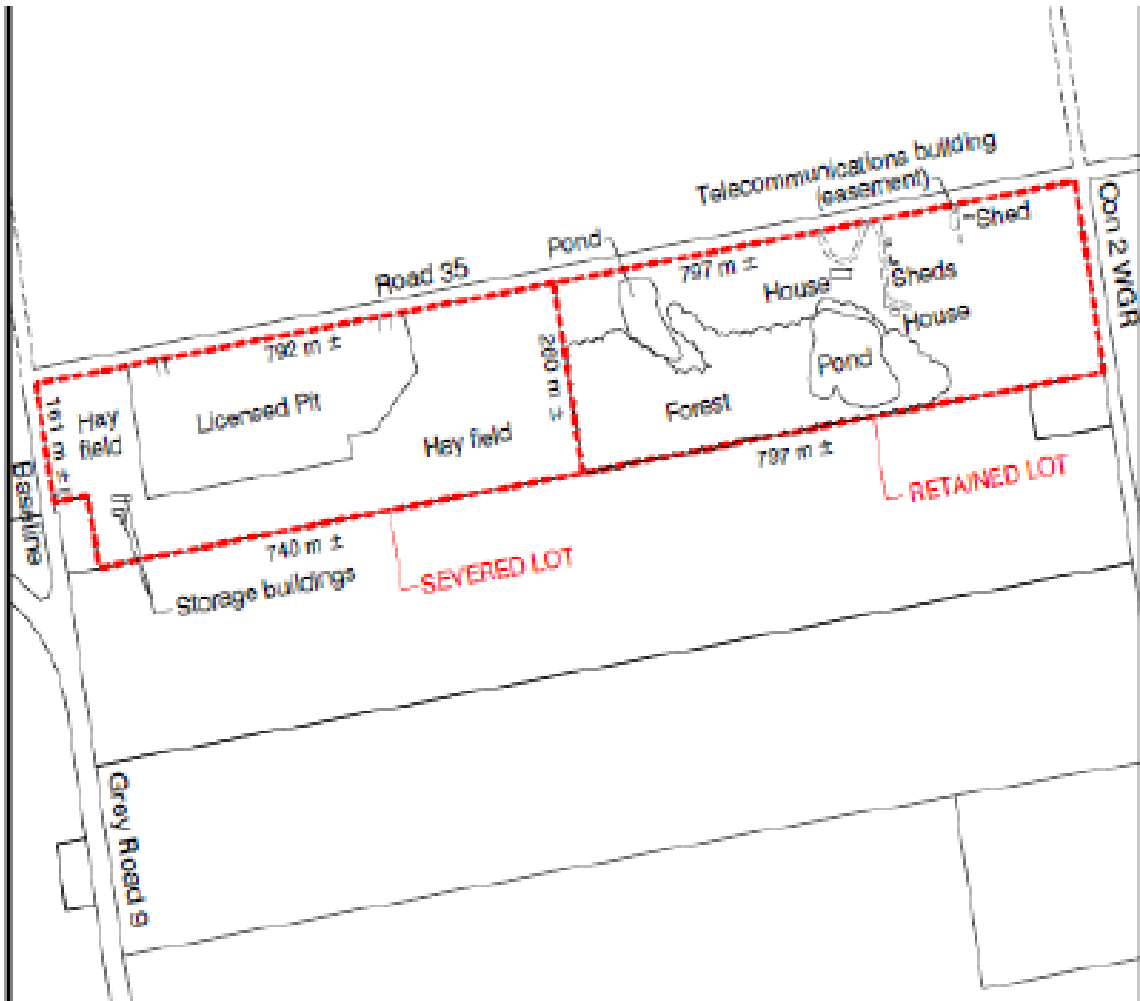 Telecommunications building
(easement)
Shed
Pond
Road 35
797 m ±
House
Sheds
House
Con 2 WGR
792 m ±
Hay
field
161 m ±
Licensed Pit
Hay field
Forest
Pond
797 m ±
RETAINED LOT
Baseline
740 m ±
SEVERED LOT
Storage buildings
Grey Road 9